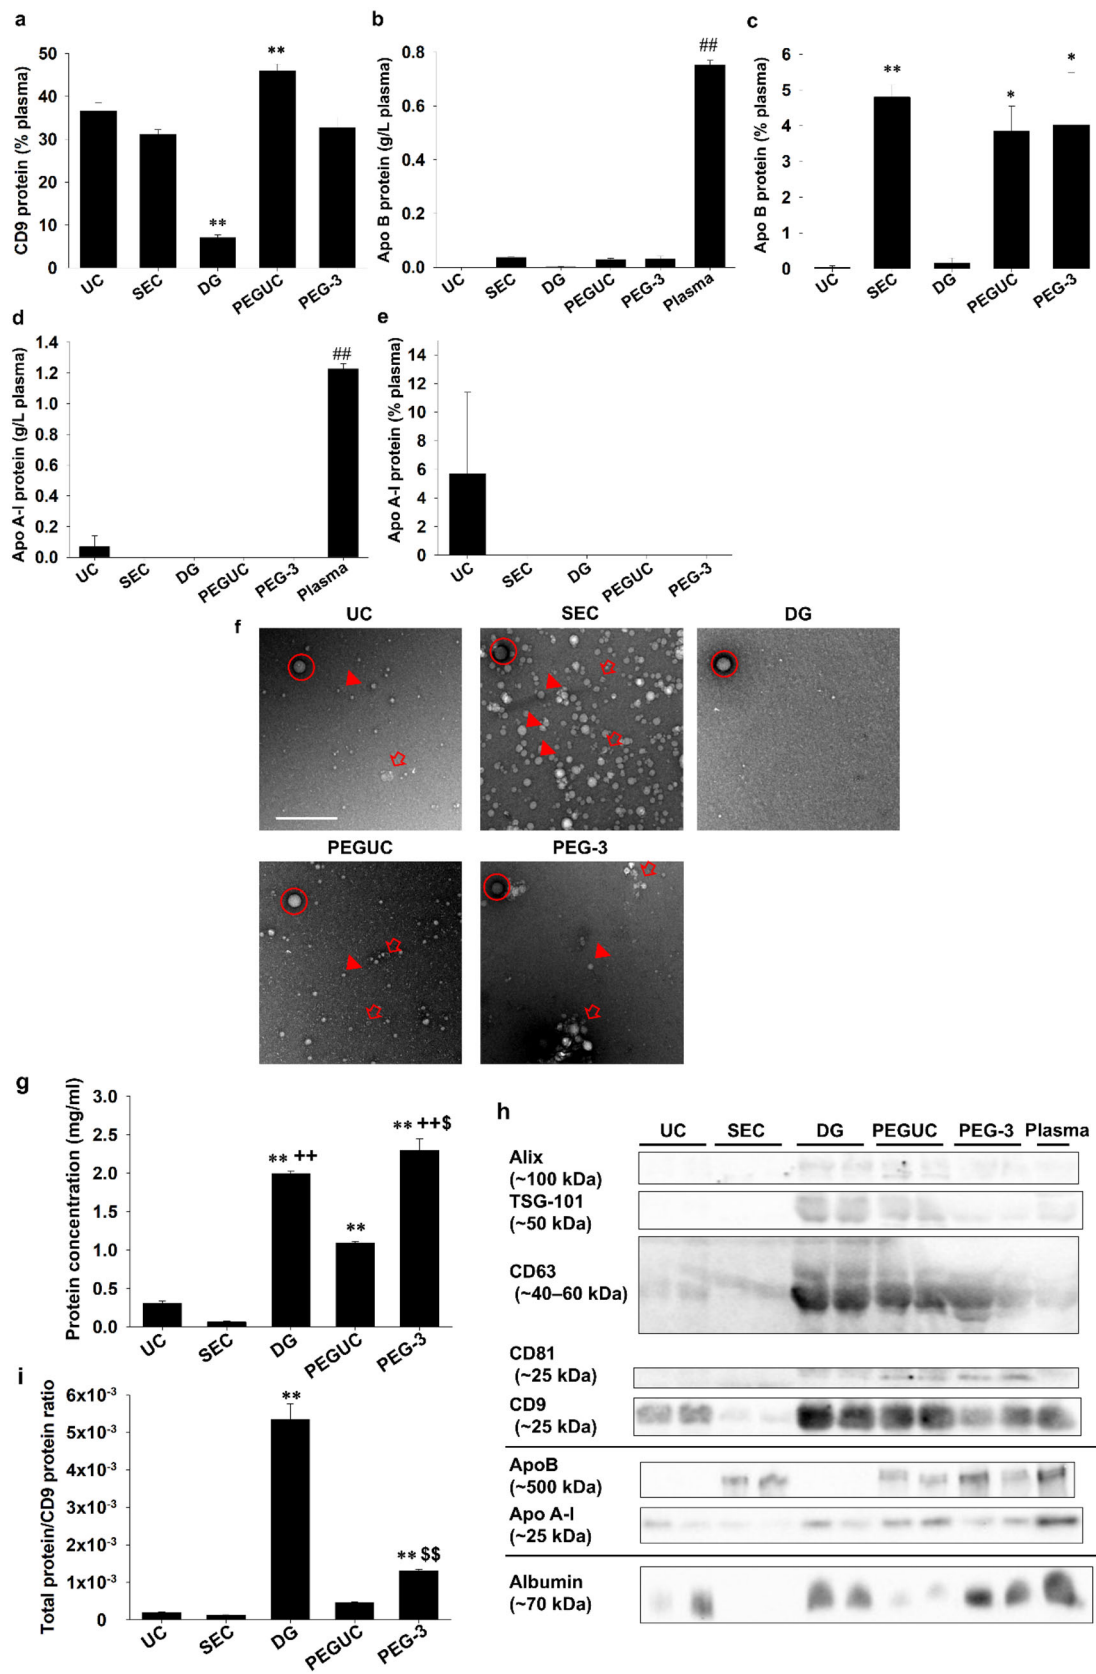 a
CD9 protein (% plasma)
50
40
30
20
10
0
**
**
UC
SEC
DG
PEGUC
PEG-3
b
Apo B protein (g/L plasma)
0.8
0.6
0.4
0.2
0.0
##
UC
SEC
DG
PEGUC
PEG-3
Plasma
c
Apo B protein (% plasma)
6
5
4
3
2
1
0
**
*
*
UC
SEC
DG
PEGUC
PEG-3
d
Apo A-I protein (g/L plasma)
1.4
1.2
1.0
0.8
0.6
0.4
0.2
0.0
##
UC
SEC
DG
PEGUC
PEG-3
Plasma
e
Apo A-I protein (% plasma)
14
12
10
8
6
4
2
0
UC
SEC
DG
PEGUC
PEG-3
f
UC
SEC
DG
PEGUC
PEG-3
g
Protein concentration (mg/ml)
3.0
2.5
2.0
1.5
1.0
0.5
0.0
** ++
**
** ++$
UC
SEC
DG
PEGUC
PEG-3
h
UC SEC DG PEGUC PEG-3 Plasma
Alix
(~100 kDa)
TSG-101
(~50 kDa)
CD63
(~40–60 kDa)
CD81
(~25 kDa)
CD9
(~25 kDa)
ApoB
(~500 kDa)
Apo A-I
(~25 kDa)
Albumin
(~70 kDa)
i
Total protein/CD9 protein ratio
6x10⁻³
5x10⁻³
4x10⁻³
3x10⁻³
2x10⁻³
1x10⁻³
0
**
** $$
UC
SEC
DG
PEGUC
PEG-3